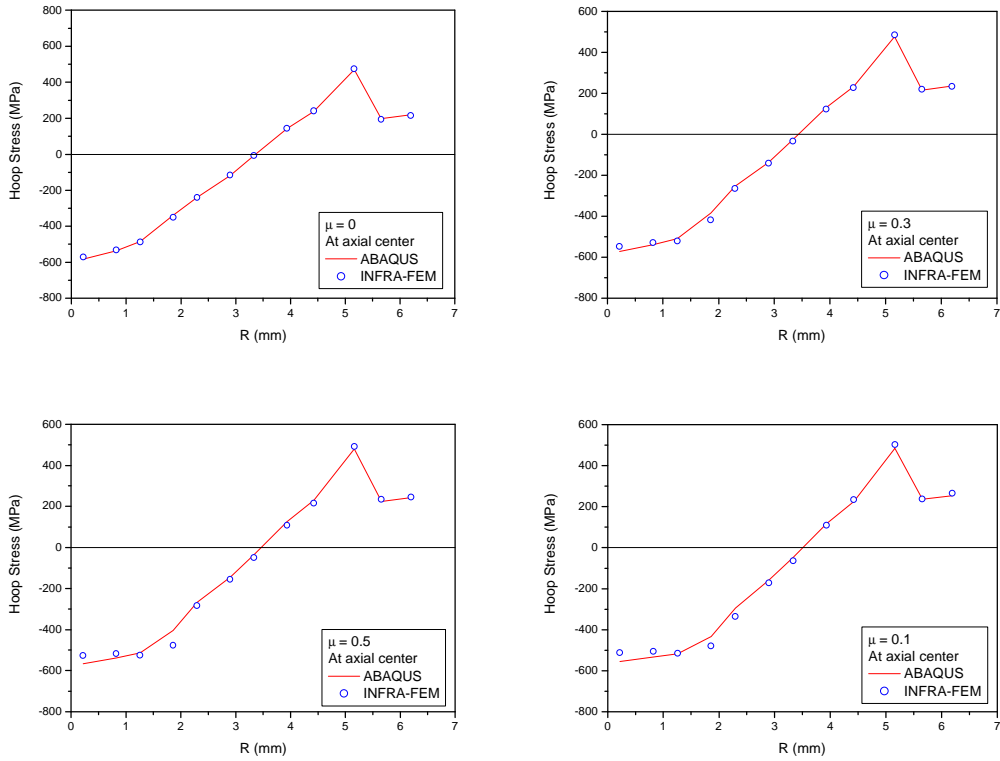 800
600
400
200
0
-200
-400
-600
-800
Hoop Stress (MPa)
0 1 2 3 4 5 6 7
R (mm)
μ = 0
At axial center
ABAQUS
INFRA-FEM
600
400
200
0
-200
-400
-600
-800
Hoop Stress (MPa)
0 1 2 3 4 5 6 7
R (mm)
μ = 0.3
At axial center
ABAQUS
INFRA-FEM
600
400
200
0
-200
-400
-600
-800
Hoop Stress (MPa)
0 1 2 3 4 5 6 7
R (mm)
μ = 0.5
At axial center
ABAQUS
INFRA-FEM
600
400
200
0
-200
-400
-600
-800
Hoop Stress (MPa)
0 1 2 3 4 5 6 7
R (mm)
μ = 0.1
At axial center
ABAQUS
INFRA-FEM